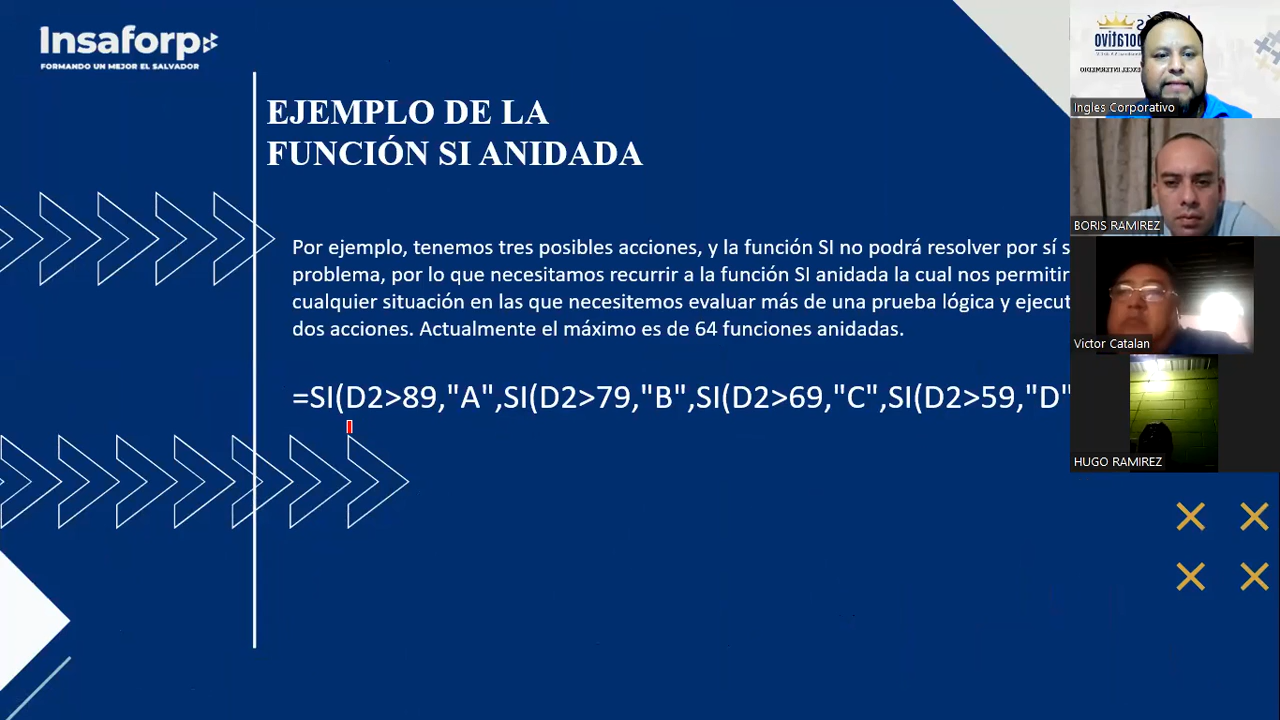 Insaforp
FORMANDO UN MEJOR EL SALVADOR
EJEMPLO DE LA
FUNCIÓN SI ANIDADA
Por ejemplo, tenemos tres posibles acciones, y la función SI no podrá resolver por sí s
problema, por lo que necesitamos recurrir a la función SI anidada la cual nos permitir
cualquier situación en las que necesitemos evaluar más de una prueba lógica y ejecut
dos acciones. Actualmente el máximo es de 64 funciones anidadas.
=SI(D2>89,"A",SI(D2>79,"B",SI(D2>69,"C",SI(D2>59,"D"
Ingles Corporativo
BORIS RAMIREZ
Victor Catalan
HUGO RAMIREZ